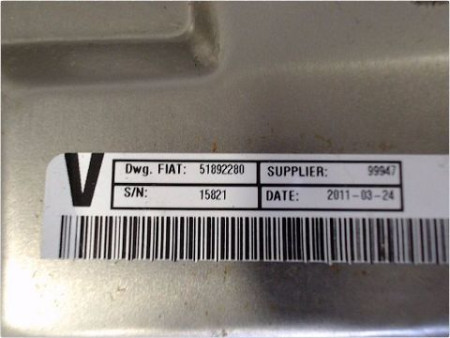 V
Dwg. FIAT: 51892280 SUPPLIER: 99947
S/N: 15821 DATE: 2011-03-24